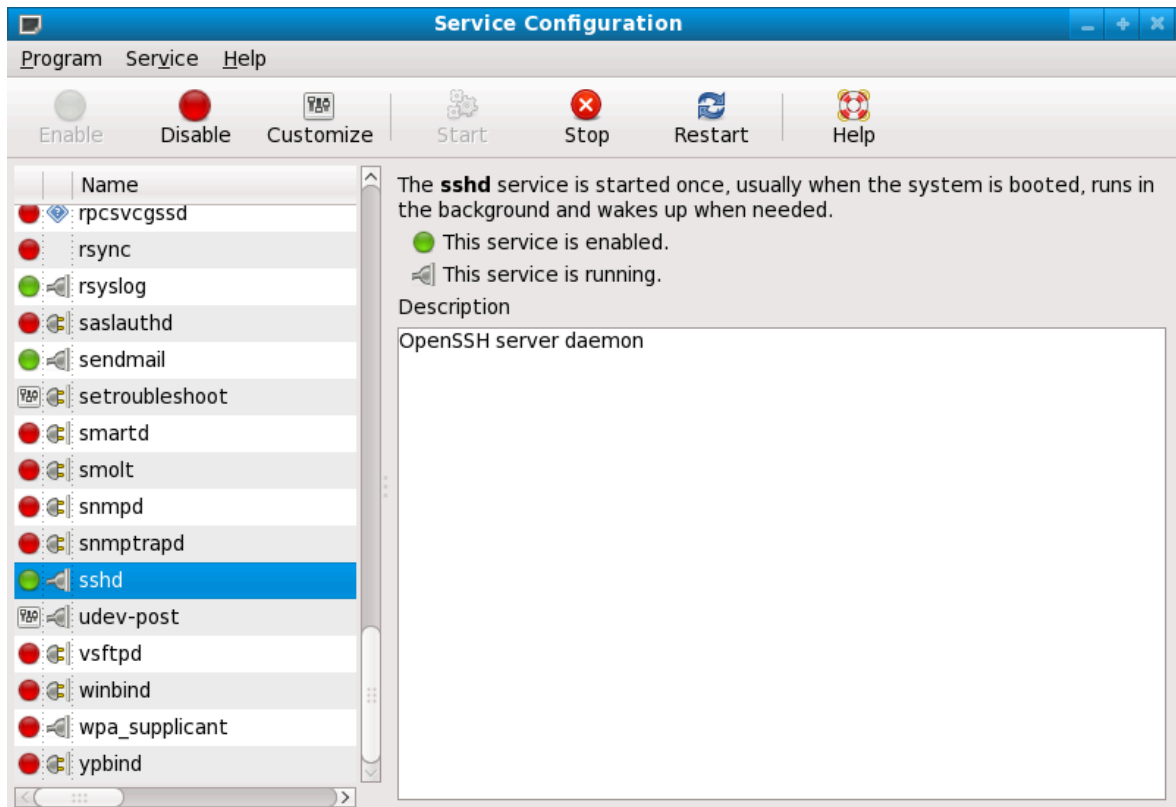 Service Configuration
Program Service Help
Enable Disable Customize Start Stop Restart Help
Name
rpcsvcgssd
rsync
rsyslog
saslauthd
sendmail
setroubleshoot
smartd
smolt
snmpd
snmptrapd
sshd
udev-post
vsftpd
winbind
wpa_supplicant
ypbind
The sshd service is started once, usually when the system is booted, runs in
the background and wakes up when needed.
This service is enabled.
This service is running.
Description
OpenSSH server daemon